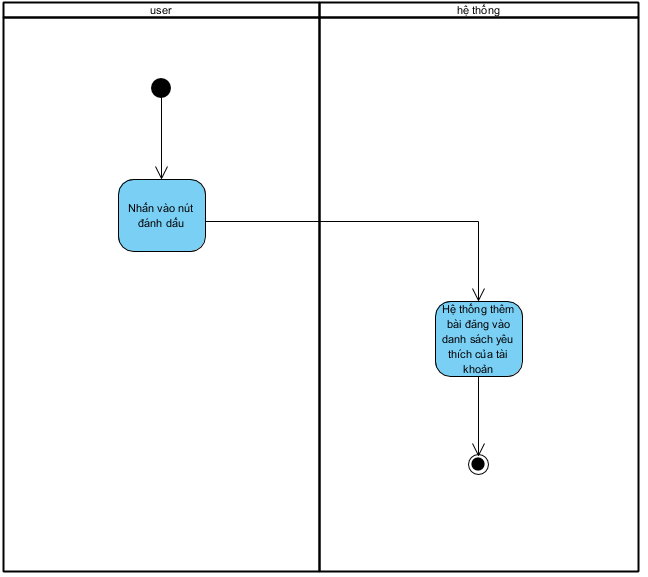 user
hệ thống
Nhấn vào nút
đánh dấu
Hệ thống thêm
bài đăng vào
danh sách yêu
thích của tài
khoản